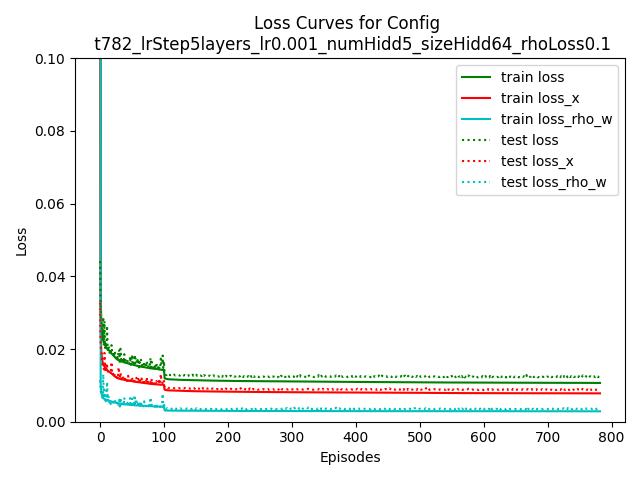 Loss Curves for Config
t782_lrStep5layers_lr0.001_numHidd5_sizeHidd64_rhoLoss0.1
0.10
0.08
0.06
0.04
0.02
0.00
Loss
train loss
train loss_x
train loss_rho_w
test loss
test loss_x
test loss_rho_w
0 100 200 300 400 500 600 700 800
Episodes